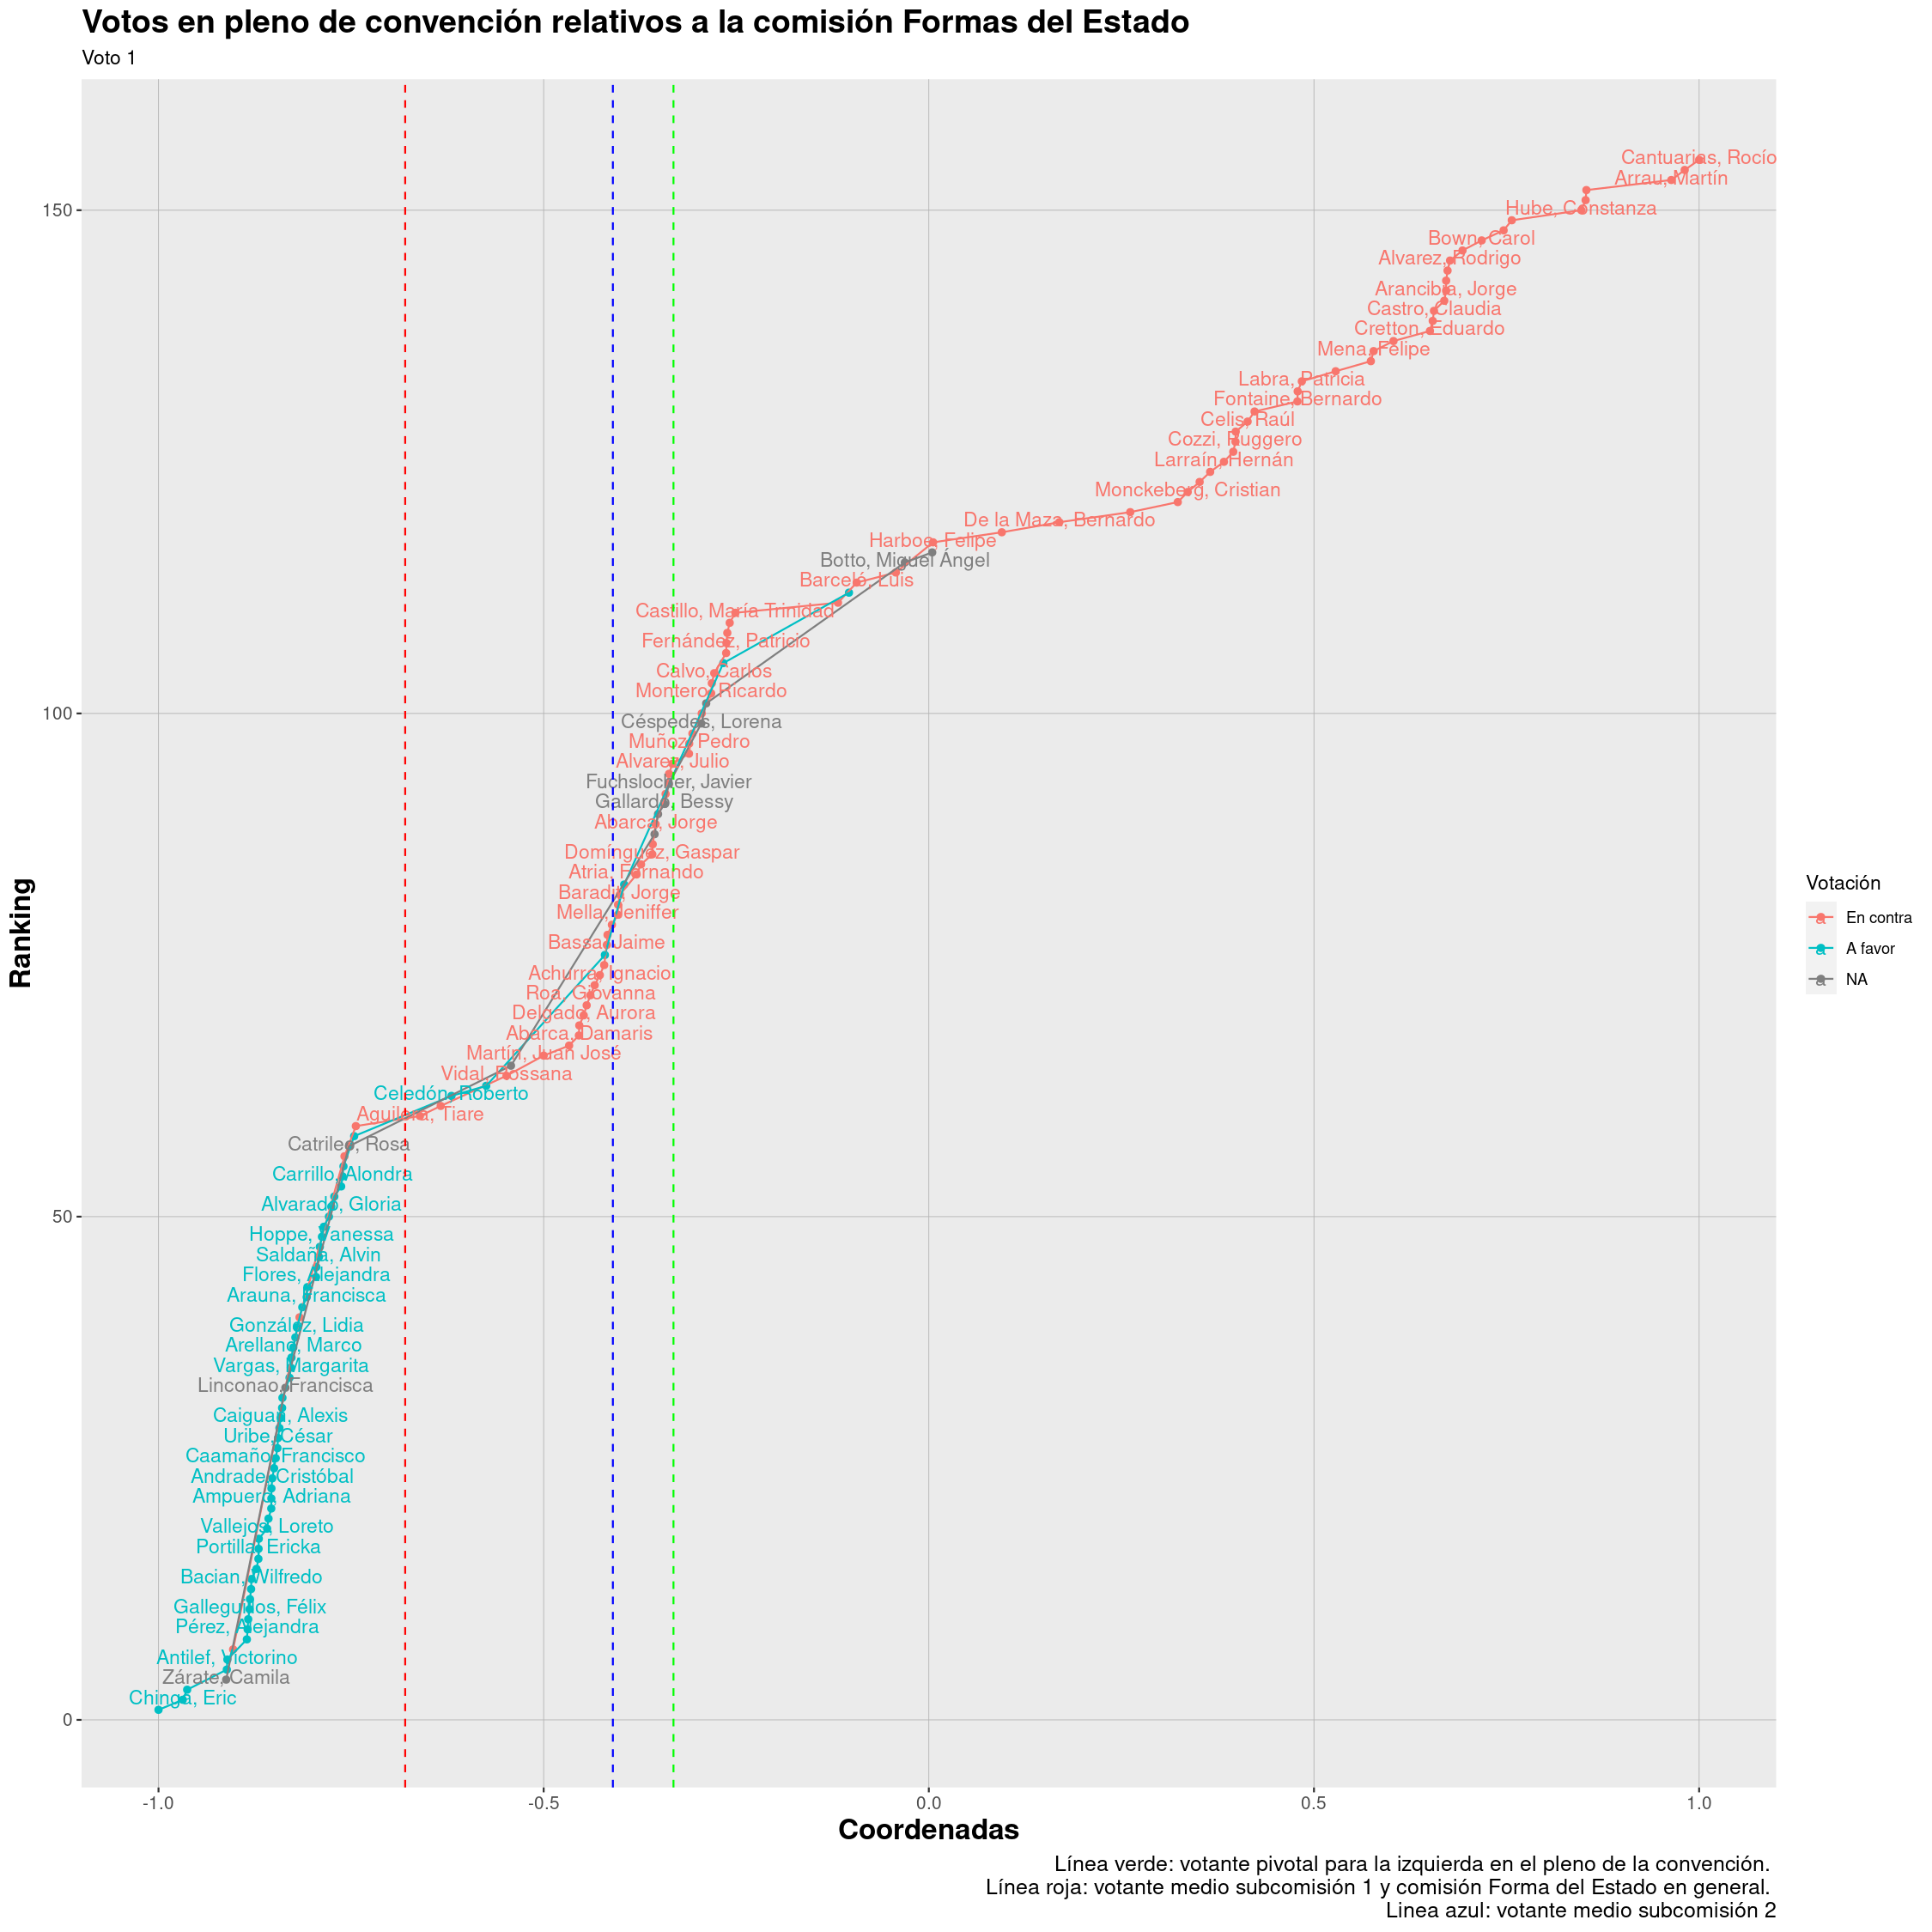 Votos en pleno de convención relativos a la comisión Formas del Estado
Voto 1
Cantuarias, Rocío
Arrau, Martín
150
Hube, Constanza
Bown, Carol
Alvarez, Rodrigo
Arancibia, Jorge
Castro, Claudia
Cretton, Eduardo
Mena, Felipe
Labra, Patricia
Fontaine, Bernardo
Celis, Raúl
Cozzi, Ruggero
Larraín, Hernán
Monckeberg, Cristian
De la Maza, Bernardo
Harboe, Felipe
Botto, Miguel Ángel
Barceló, Luis
Castillo, María Trinidad
Fernández, Patricio
Calvo, Carlos
Montero, Ricardo
100
Céspedes, Lorena
Muñoz, Pedro
Alvarez, Julio
Fuchslocher, Javier
Gallardo, Bessy
Abarca, Jorge
Domínguez, Gaspar
Atria, Fernando
Baradit, Jorge
Mella, Jeniffer
Bassa, Jaime
Achurra, Ignacio
Roa, Giovanna
Delgado, Aurora
Abarca, Damaris
Martín, Juan José
Vidal, Rossana
Celedón, Roberto
Aguilera, Tiare
Catrileo, Rosa
Carrillo, Alondra
Alvarado, Gloria
50
Hoppe, Vanessa
Saldaña, Alvin
Flores, Alejandra
Arauna, Francisca
González, Lidia
Arellano, Marco
Vargas, Margarita
Linconao, Francisca
Caiguan, Alexis
Uribe, César
Caamaño, Francisco
Andrade, Cristóbal
Ampuero, Adriana
Vallejos, Loreto
Portilla, Ericka
Bacian, Wilfredo
Galleguillos, Félix
Pérez, Alejandra
Antilef, Victorino
Zárate, Camila
Chinga, Eric
0
Ranking
-1.0
-0.5
0.0
0.5
1.0
Coordenadas
Votación
a En contra
a A favor
a NA
Línea verde: votante pivotal para la izquierda en el pleno de la convención.
Línea roja: votante medio subcomisión 1 y comisión Forma del Estado en general.
Linea azul: votante medio subcomisión 2